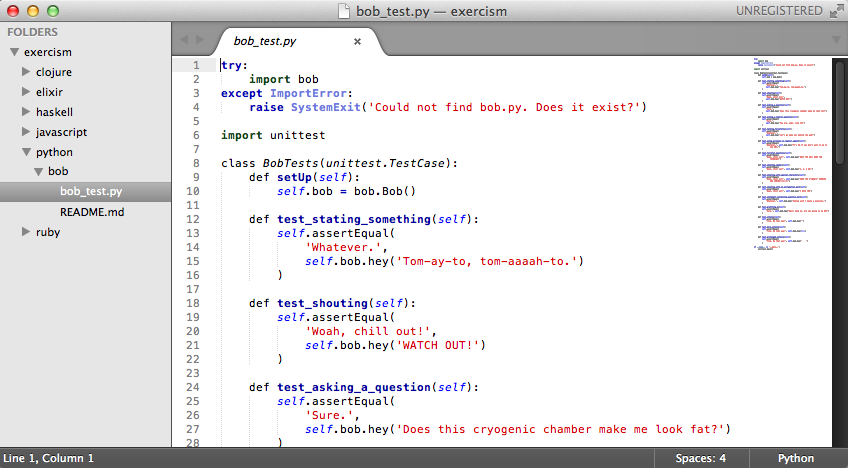 bob_test.py — exercism
UNREGISTERED
FOLDERS
exercism
clojure
elixir
haskell
javascript
python
bob
bob_test.py
README.md
ruby
bob_test.py
1 try:
2     import bob
3 except ImportError:
4     raise SystemExit('Could not find bob.py. Does it exist?')
5
6 import unittest
7
8 class BobTests(unittest.TestCase):
9     def setUp(self):
10         self.bob = bob.Bob()
11
12     def test_stating_something(self):
13         self.assertEqual(
14             'Whatever.',
15             self.bob.hey('Tom-ay-to, tom-aaaah-to.')
16         )
17
18     def test_shouting(self):
19         self.assertEqual(
20             'Woah, chill out!',
21             self.bob.hey('WATCH OUT!')
22         )
23
24     def test_asking_a_question(self):
25         self.assertEqual(
26             'Sure.',
27             self.bob.hey('Does this cryogenic chamber make me look fat?')
28         )
Line 1, Column 1
Spaces: 4
Python